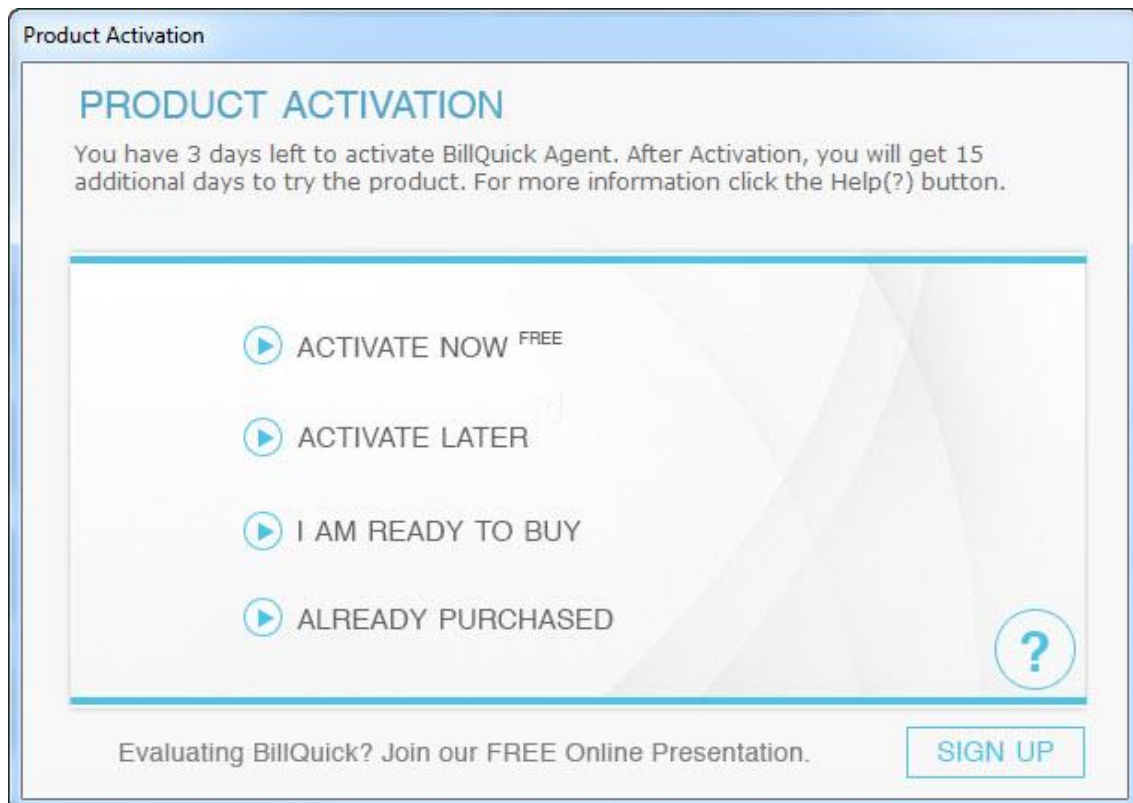 Product Activation
PRODUCT ACTIVATION
You have 3 days left to activate BillQuick Agent. After Activation, you will get 15
additional days to try the product. For more information click the Help(?) button.
ACTIVATE NOW FREE
ACTIVATE LATER
I AM READY TO BUY
ALREADY PURCHASED
?
Evaluating BillQuick? Join our FREE Online Presentation.
SIGN UP